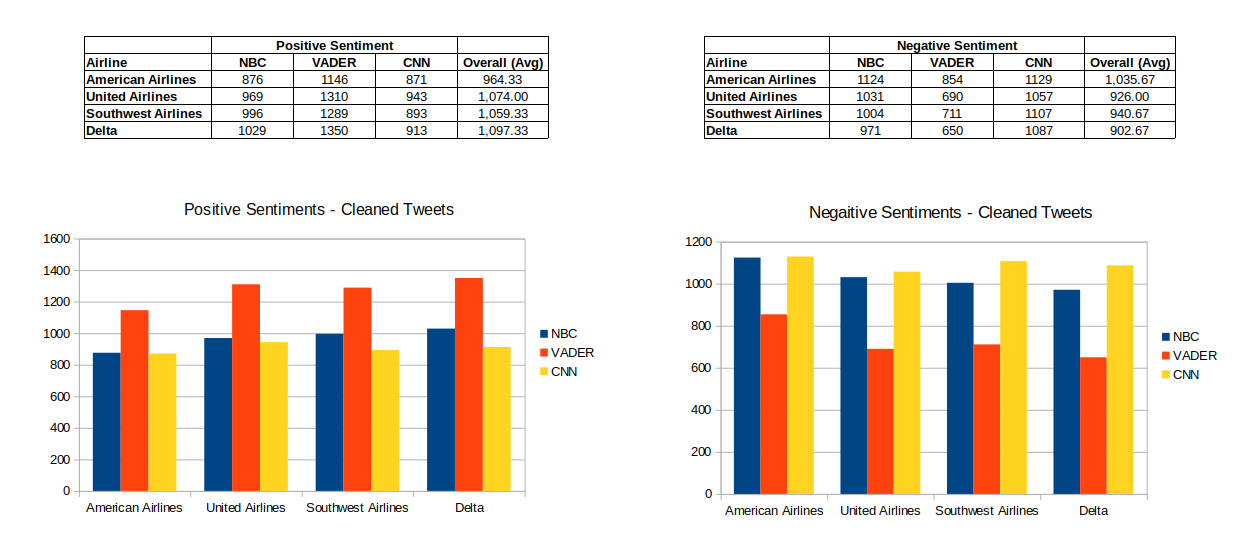 Positive Sentiment
Airline NBC VADER CNN Overall (Avg)
American Airlines 876 1146 871 964.33
United Airlines 969 1310 943 1,074.00
Southwest Airlines 996 1289 893 1,059.33
Delta 1029 1350 913 1,097.33
Negative Sentiment
Airline NBC VADER CNN Overall (Avg)
American Airlines 1124 854 1129 1,035.67
United Airlines 1031 690 1057 926.00
Southwest Airlines 1004 711 1107 940.67
Delta 971 650 1087 902.67
Positive Sentiments - Cleaned Tweets
1600
1400
1200
1000
800
600
400
200
0
American Airlines United Airlines Southwest Airlines Delta
NBC
VADER
CNN
Negaitive Sentiments - Cleaned Tweets
1200
1000
800
600
400
200
0
American Airlines United Airlines Southwest Airlines Delta
NBC
VADER
CNN